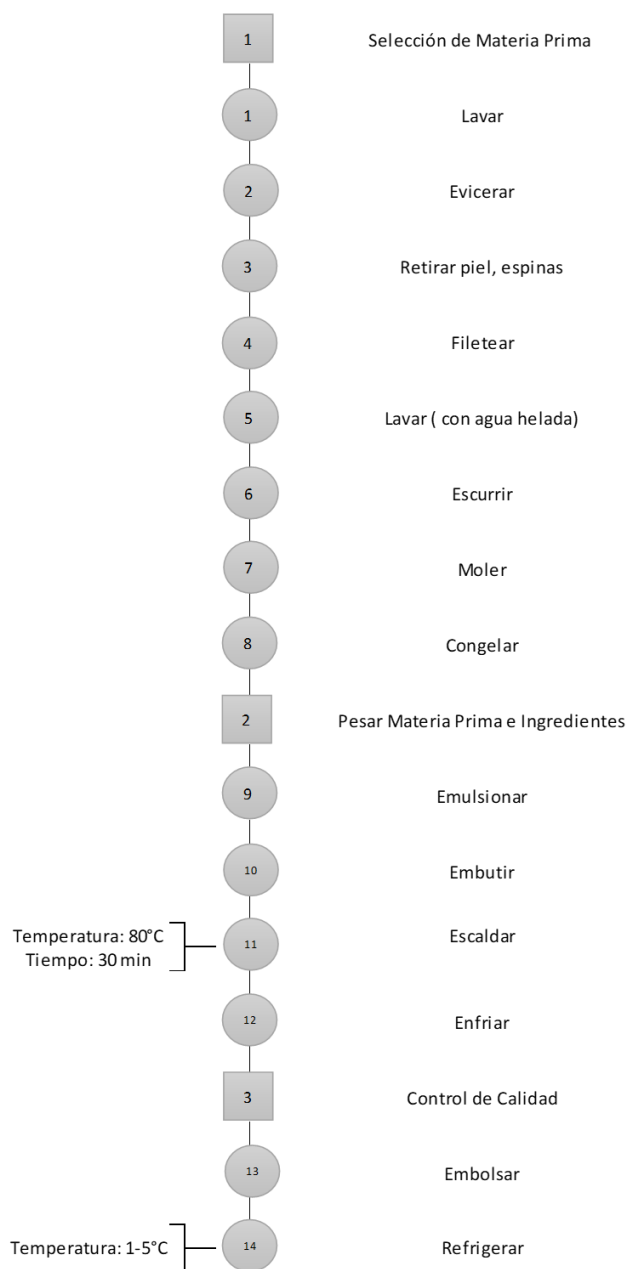 1 Selección de Materia Prima
1 Lavar
2 Evicerar
3 Retirar piel, espinas
4 Filetear
5 Lavar ( con agua helada)
6 Escurrir
7 Moler
8 Congelar
2 Pesar Materia Prima e Ingredientes
9 Emulsionar
10 Embutir
Temperatura: 80°C
Tiempo: 30 min
11 Escaldar
12 Enfriar
3 Control de Calidad
13 Embolsar
Temperatura: 1-5°C 14 Refrigerar